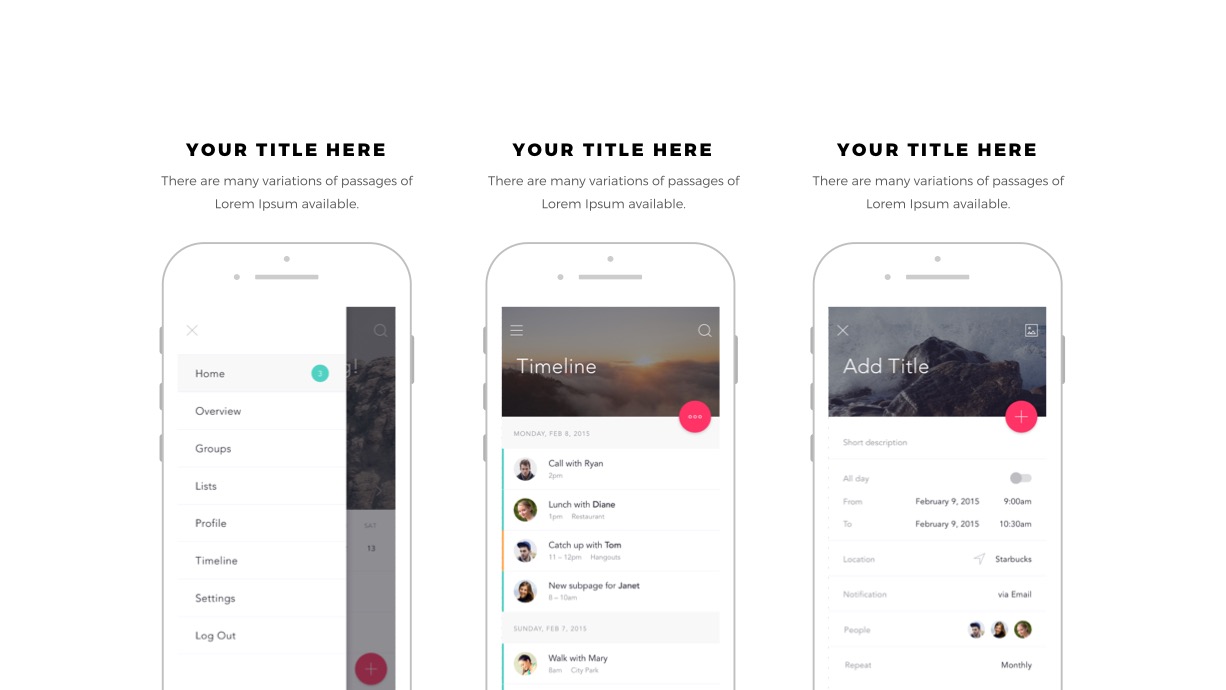 YOUR TITLE HERE
There are many variations of passages of
Lorem Ipsum available.
g!
Home 3
Overview
Groups
Lists
Profile
Timeline
Settings
Log Out
SAT
13
YOUR TITLE HERE
There are many variations of passages of
Lorem Ipsum available.
Timeline
MONDAY, FEB 8, 2015
Call with Ryan
2pm
Lunch with Diane
1pm Restaurant
Catch up with Tom
11 – 12pm Hangouts
New subpage for Janet
8 – 10am
SUNDAY, FEB 7, 2015
Walk with Mary
8am City Park
YOUR TITLE HERE
There are many variations of passages of
Lorem Ipsum available.
Add Title
Short description
All day
From February 9, 2015 9:00am
To February 9, 2015 10:30am
Location Starbucks
Notification via Email
People
Repeat Monthly